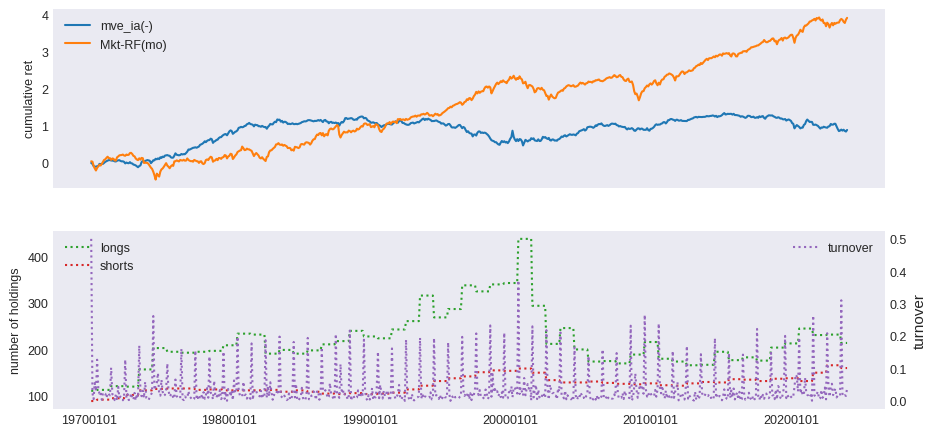 4
3
2
1
0
cumulative ret
mve_ia(-)
Mkt-RF(mo)
400
300
200
100
number of holdings
longs
shorts
turnover
0.5
0.4
0.3
0.2
0.1
0.0
turnover
19700101
19800101
19900101
20000101
20100101
20200101